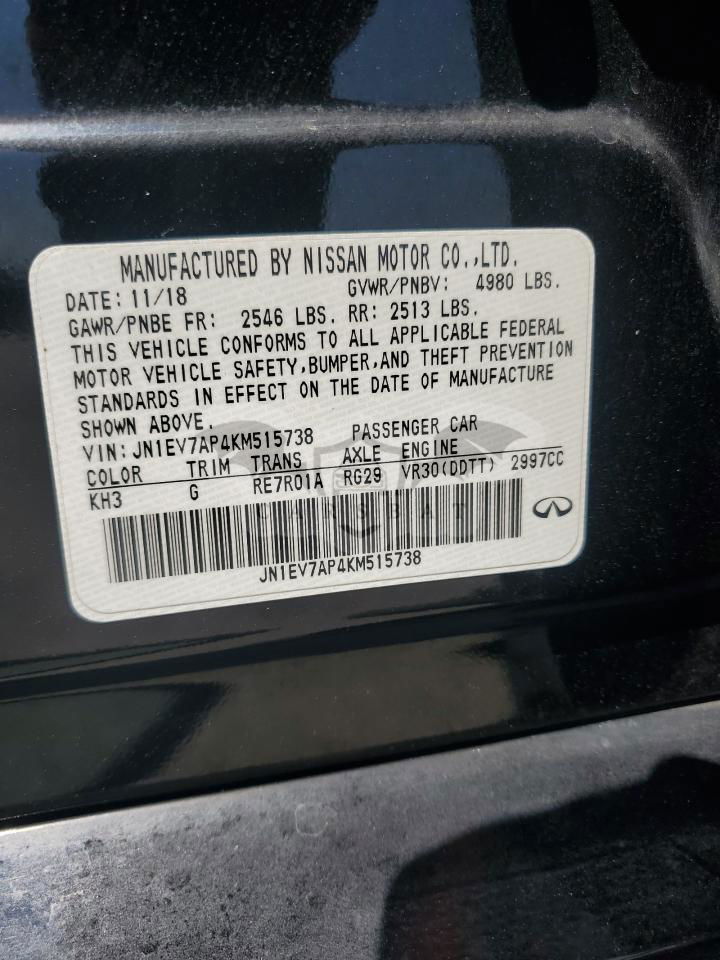 MANUFACTURED BY NISSAN MOTOR CO.,LTD.
DATE: 11/18 GVWR/PNBV: 4980 LBS.
GAWR/PNBE FR: 2546 LBS. RR: 2513 LBS.
THIS VEHICLE CONFORMS TO ALL APPLICABLE FEDERAL
MOTOR VEHICLE SAFETY,BUMPER,AND THEFT PREVENTION
STANDARDS IN EFFECT ON THE DATE OF MANUFACTURE
SHOWN ABOVE.
VIN: JN1EV7AP4KM515738 PASSENGER CAR
COLOR TRIM TRANS AXLE ENGINE
KH3 G RE7R01A RG29 VR30(DDTT) 2997CC
CARSBAT
JN1EV7AP4KM515738